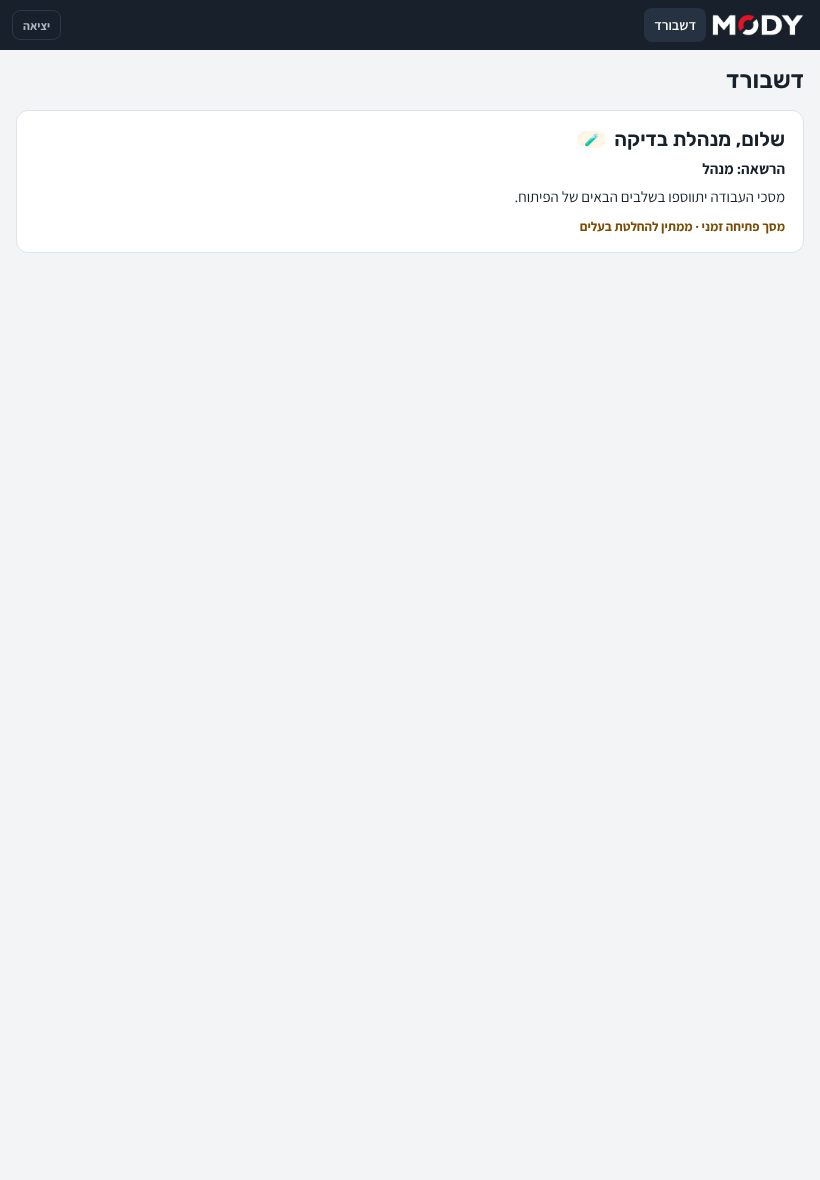 MODY
דשבורד
יציאה
דשבורד
שלום, מנהלת בדיקה 🧪
הרשאה: מנהל
מסכי העבודה יתווספו בשלבים הבאים של הפיתוח.
מסך פתיחה זמני · ממתין להחלטת בעלים